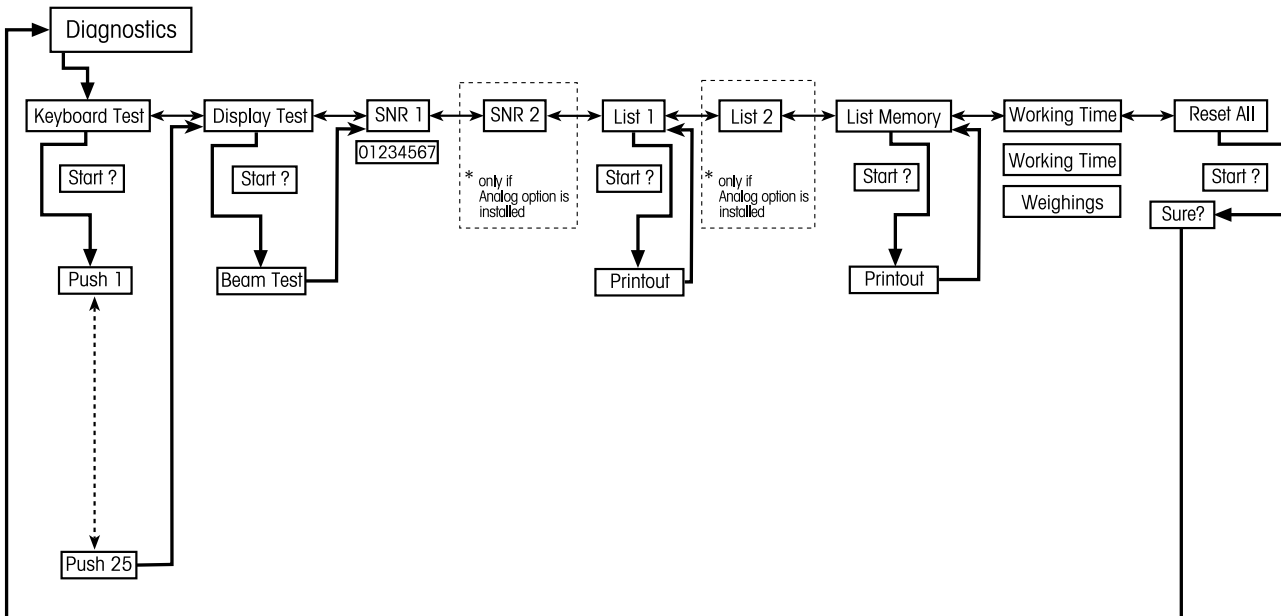 Diagnostics
Keyboard Test
Display Test
SNR 1
SNR 2
List 1
List 2
List Memory
Working Time
Reset All
01234567
Start ?
Start ?
* only if
Analog option is
installed
Start ?
* only if
Analog option is
installed
Start ?
Working Time
Start ?
Weighings
Sure?
Push 1
Beam Test
Printout
Printout
Push 25